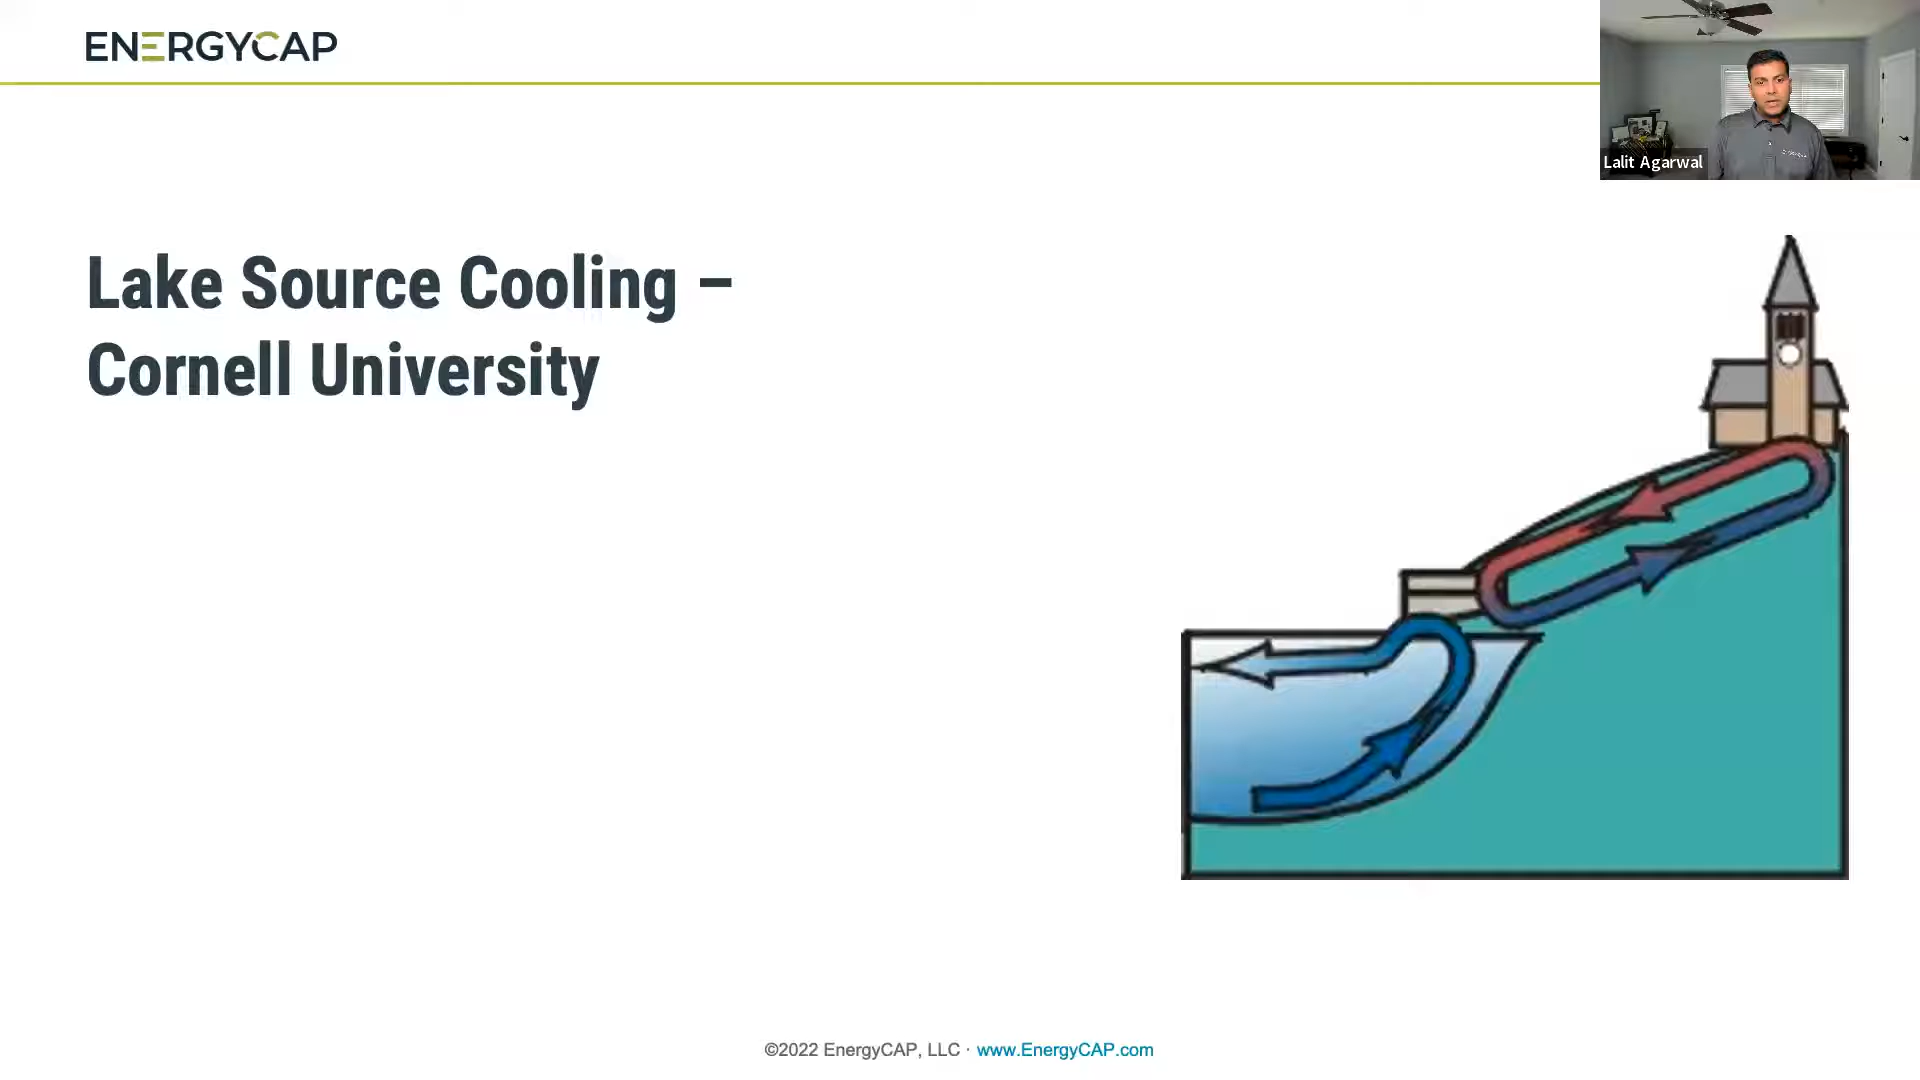 ENERGYCAP
Lalit Agarwal
Lake Source Cooling –
Cornell University
©2022 EnergyCAP, LLC · www.EnergyCAP.com